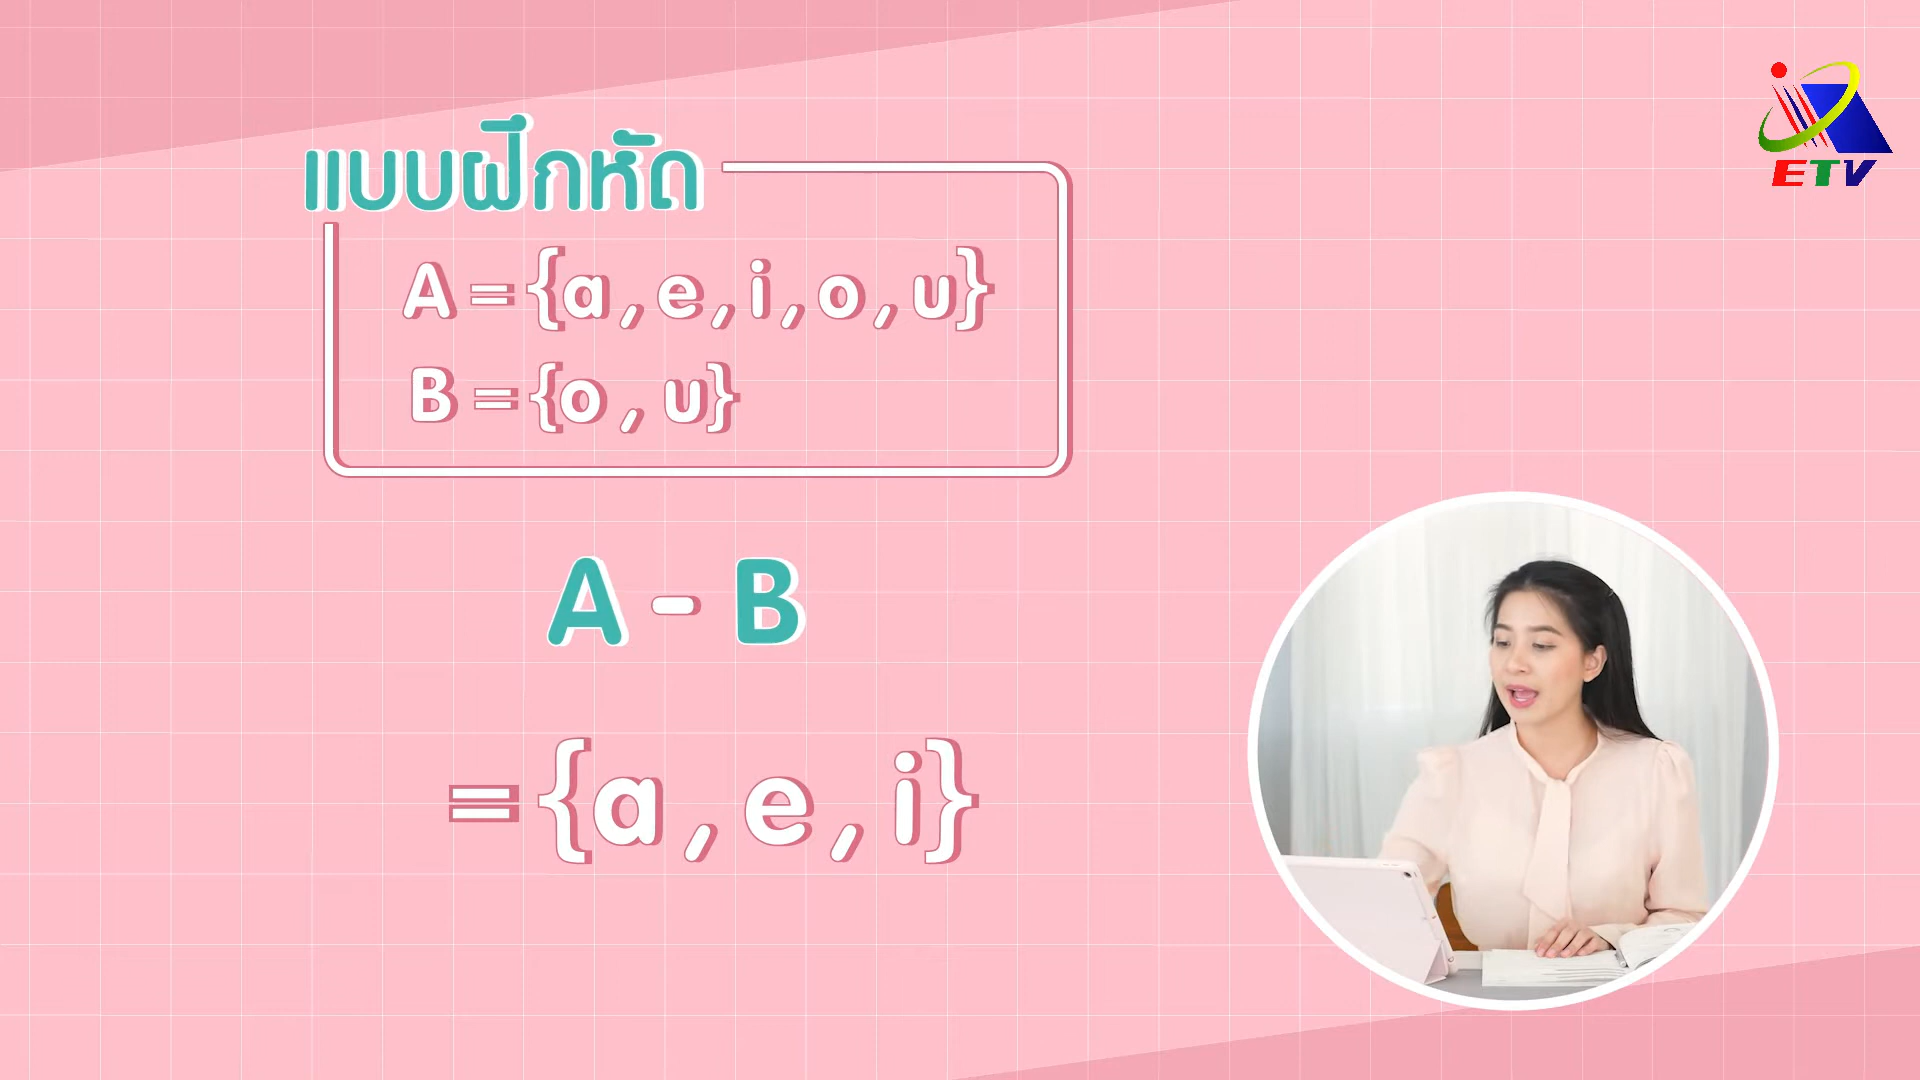 แบบฝึกหัด
A = {a , e , i , o , u}
B = {o , u}
A - B
= {a , e , i}
ETV